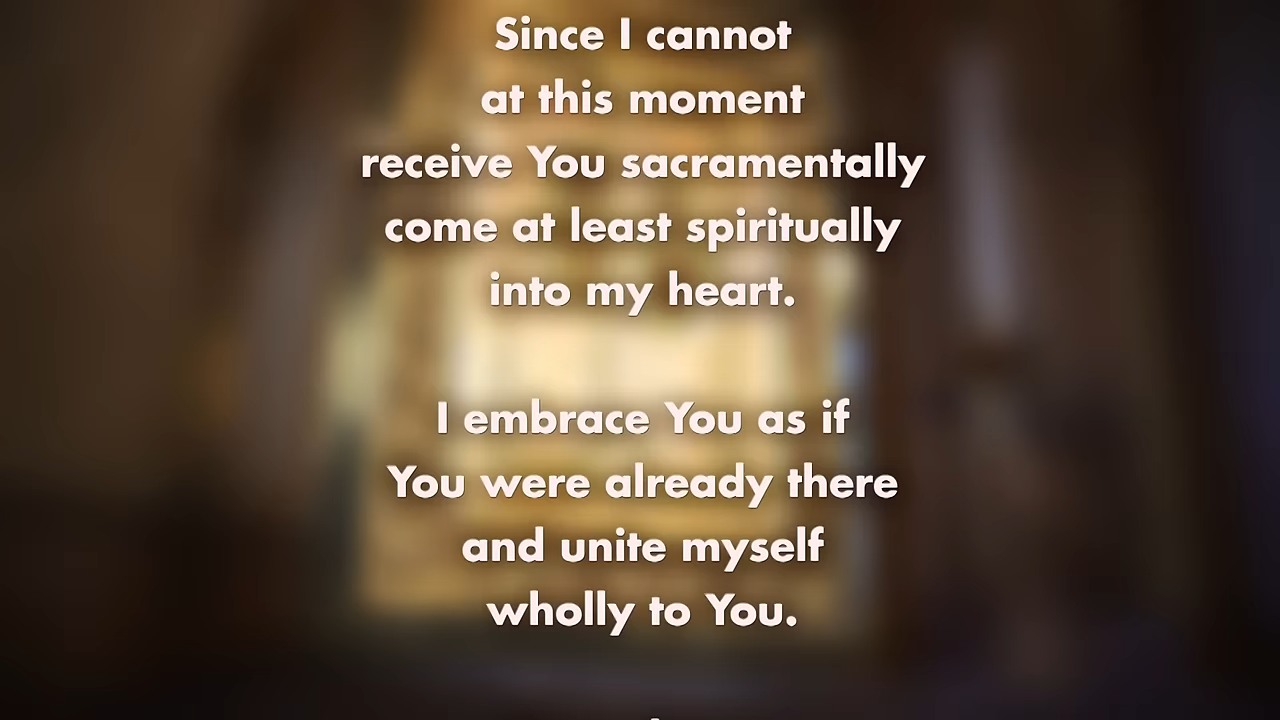 Since I cannot
at this moment
receive You sacramentally
come at least spiritually
into my heart.
I embrace You as if
You were already there
and unite myself
wholly to You.